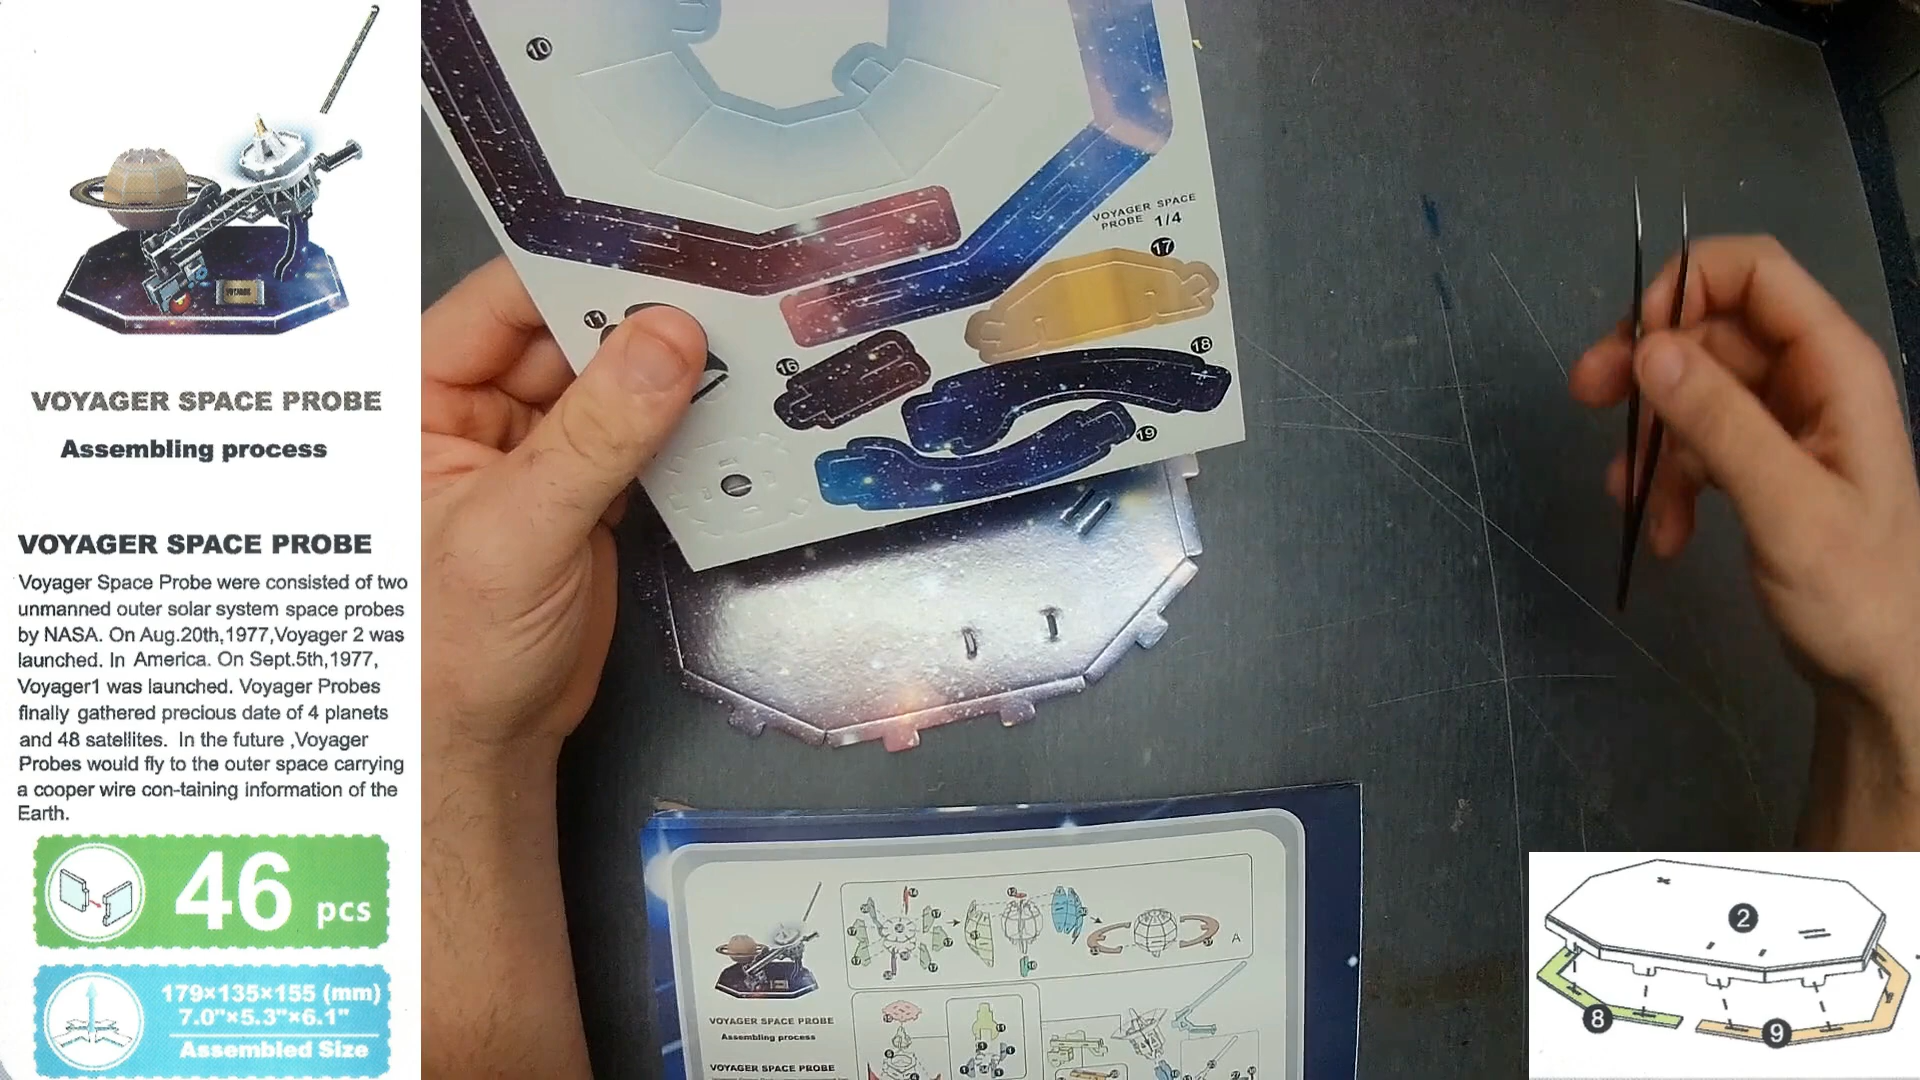 VOYAGER SPACE PROBE
Assembling process
VOYAGER SPACE PROBE
Voyager Space Probe were consisted of two
unmanned outer solar system space probes
by NASA. On Aug.20th,1977,Voyager 2 was
launched. In America. On Sept.5th,1977,
Voyager1 was launched. Voyager Probes
finally gathered precious date of 4 planets
and 48 satellites. In the future ,Voyager
Probes would fly to the outer space carrying
a cooper wire con-taining information of the
Earth.
46 pcs
179×135×155 (mm)
7.0"×5.3"×6.1"
Assembled Size
10
VOYAGER SPACE
PROBE 1/4
17
11
16
18
19
A
VOYAGER SPACE PROBE
Assembling process
VOYAGER SPACE PROBE
2
8
9